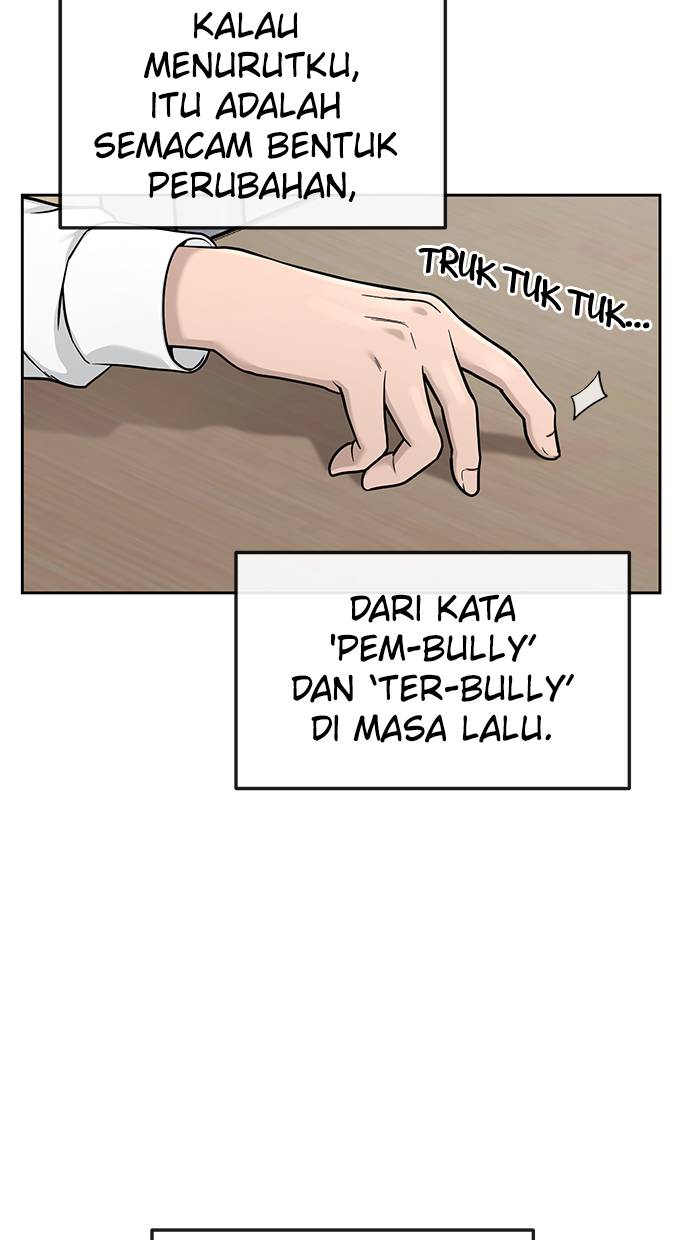 KALAU
MENURUTKU,
ITU ADALAH
SEMACAM BENTUK
PERUBAHAN,
TRUK TUK TUK...
DARI KATA
'PEM-BULLY'
DAN 'TER-BULLY'
DI MASA LALU.